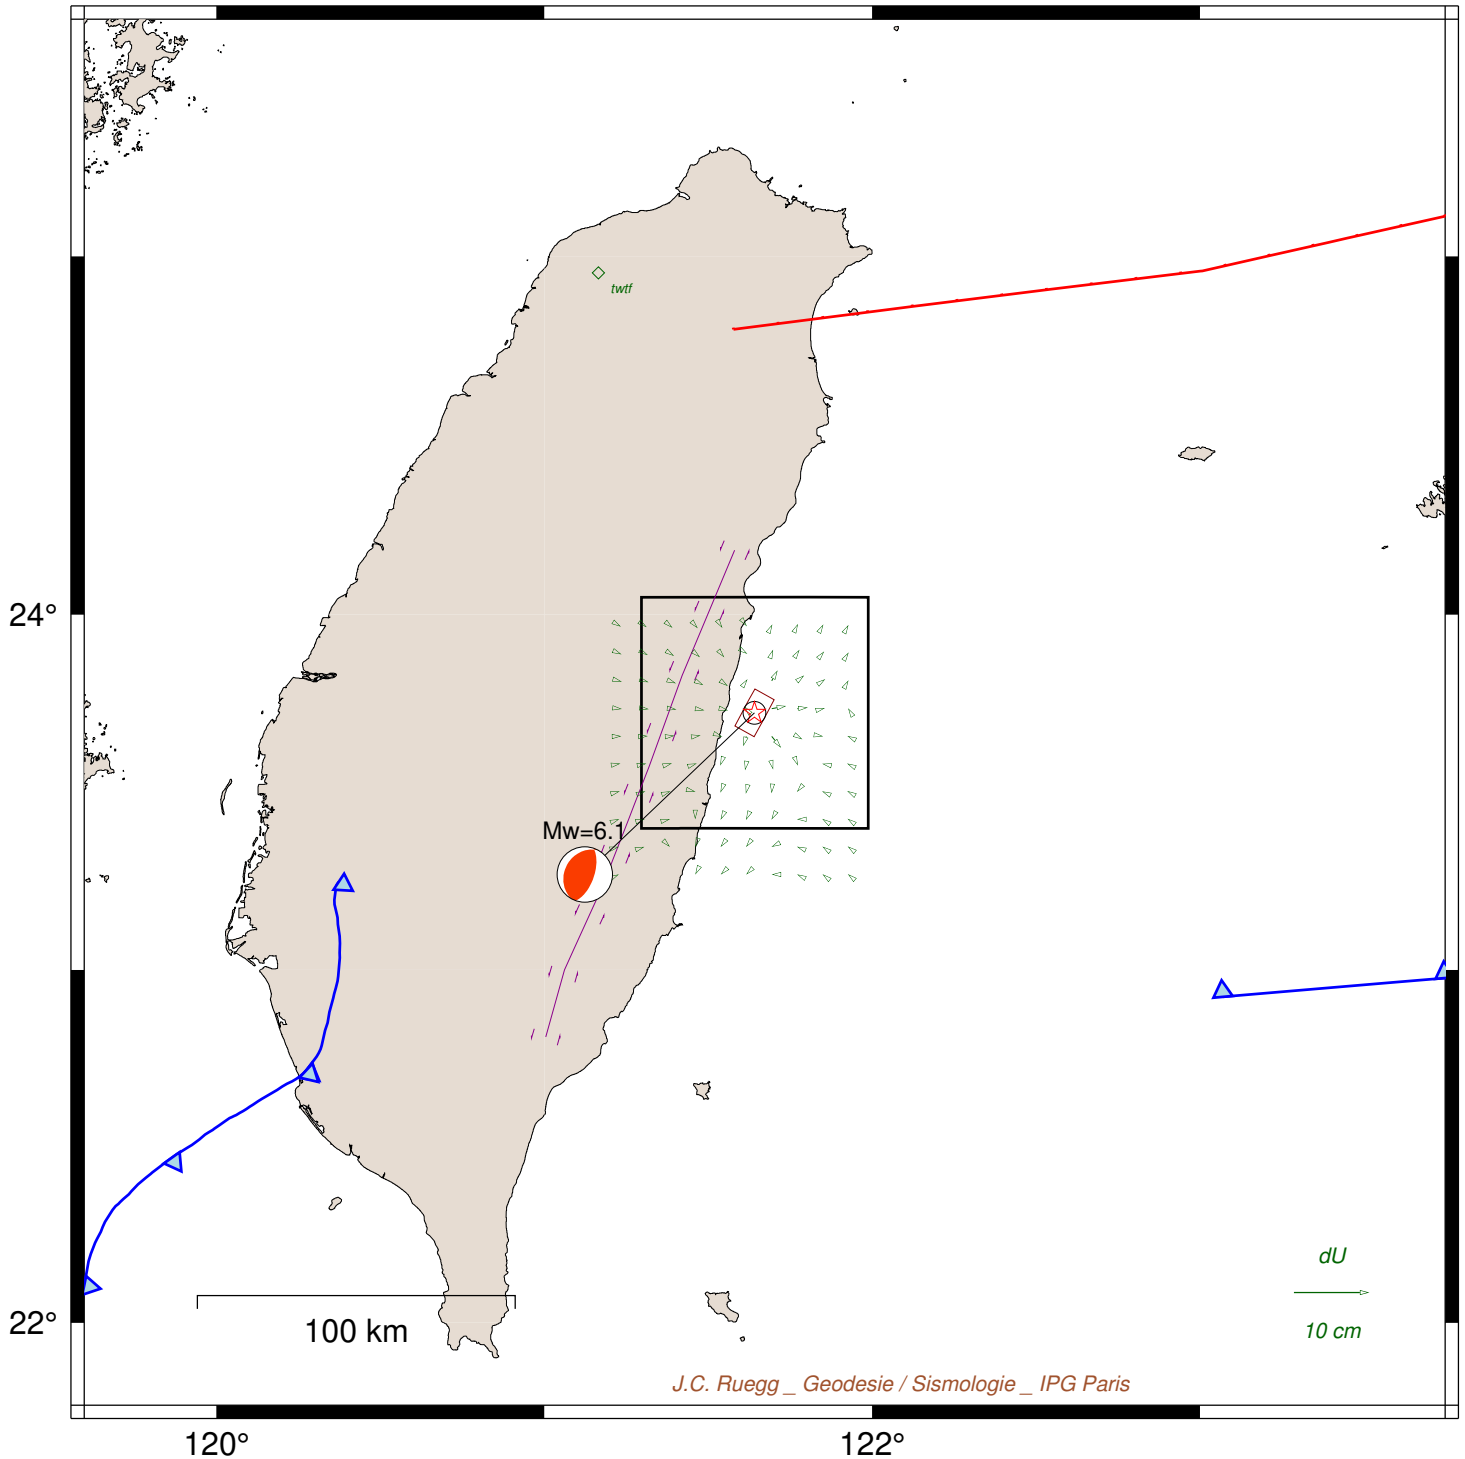 twtf
24°
Mw=6.1
dU
10 cm
22°
100 km
J.C. Ruegg _ Geodesie / Sismologie _ IPG Paris
120°
122°